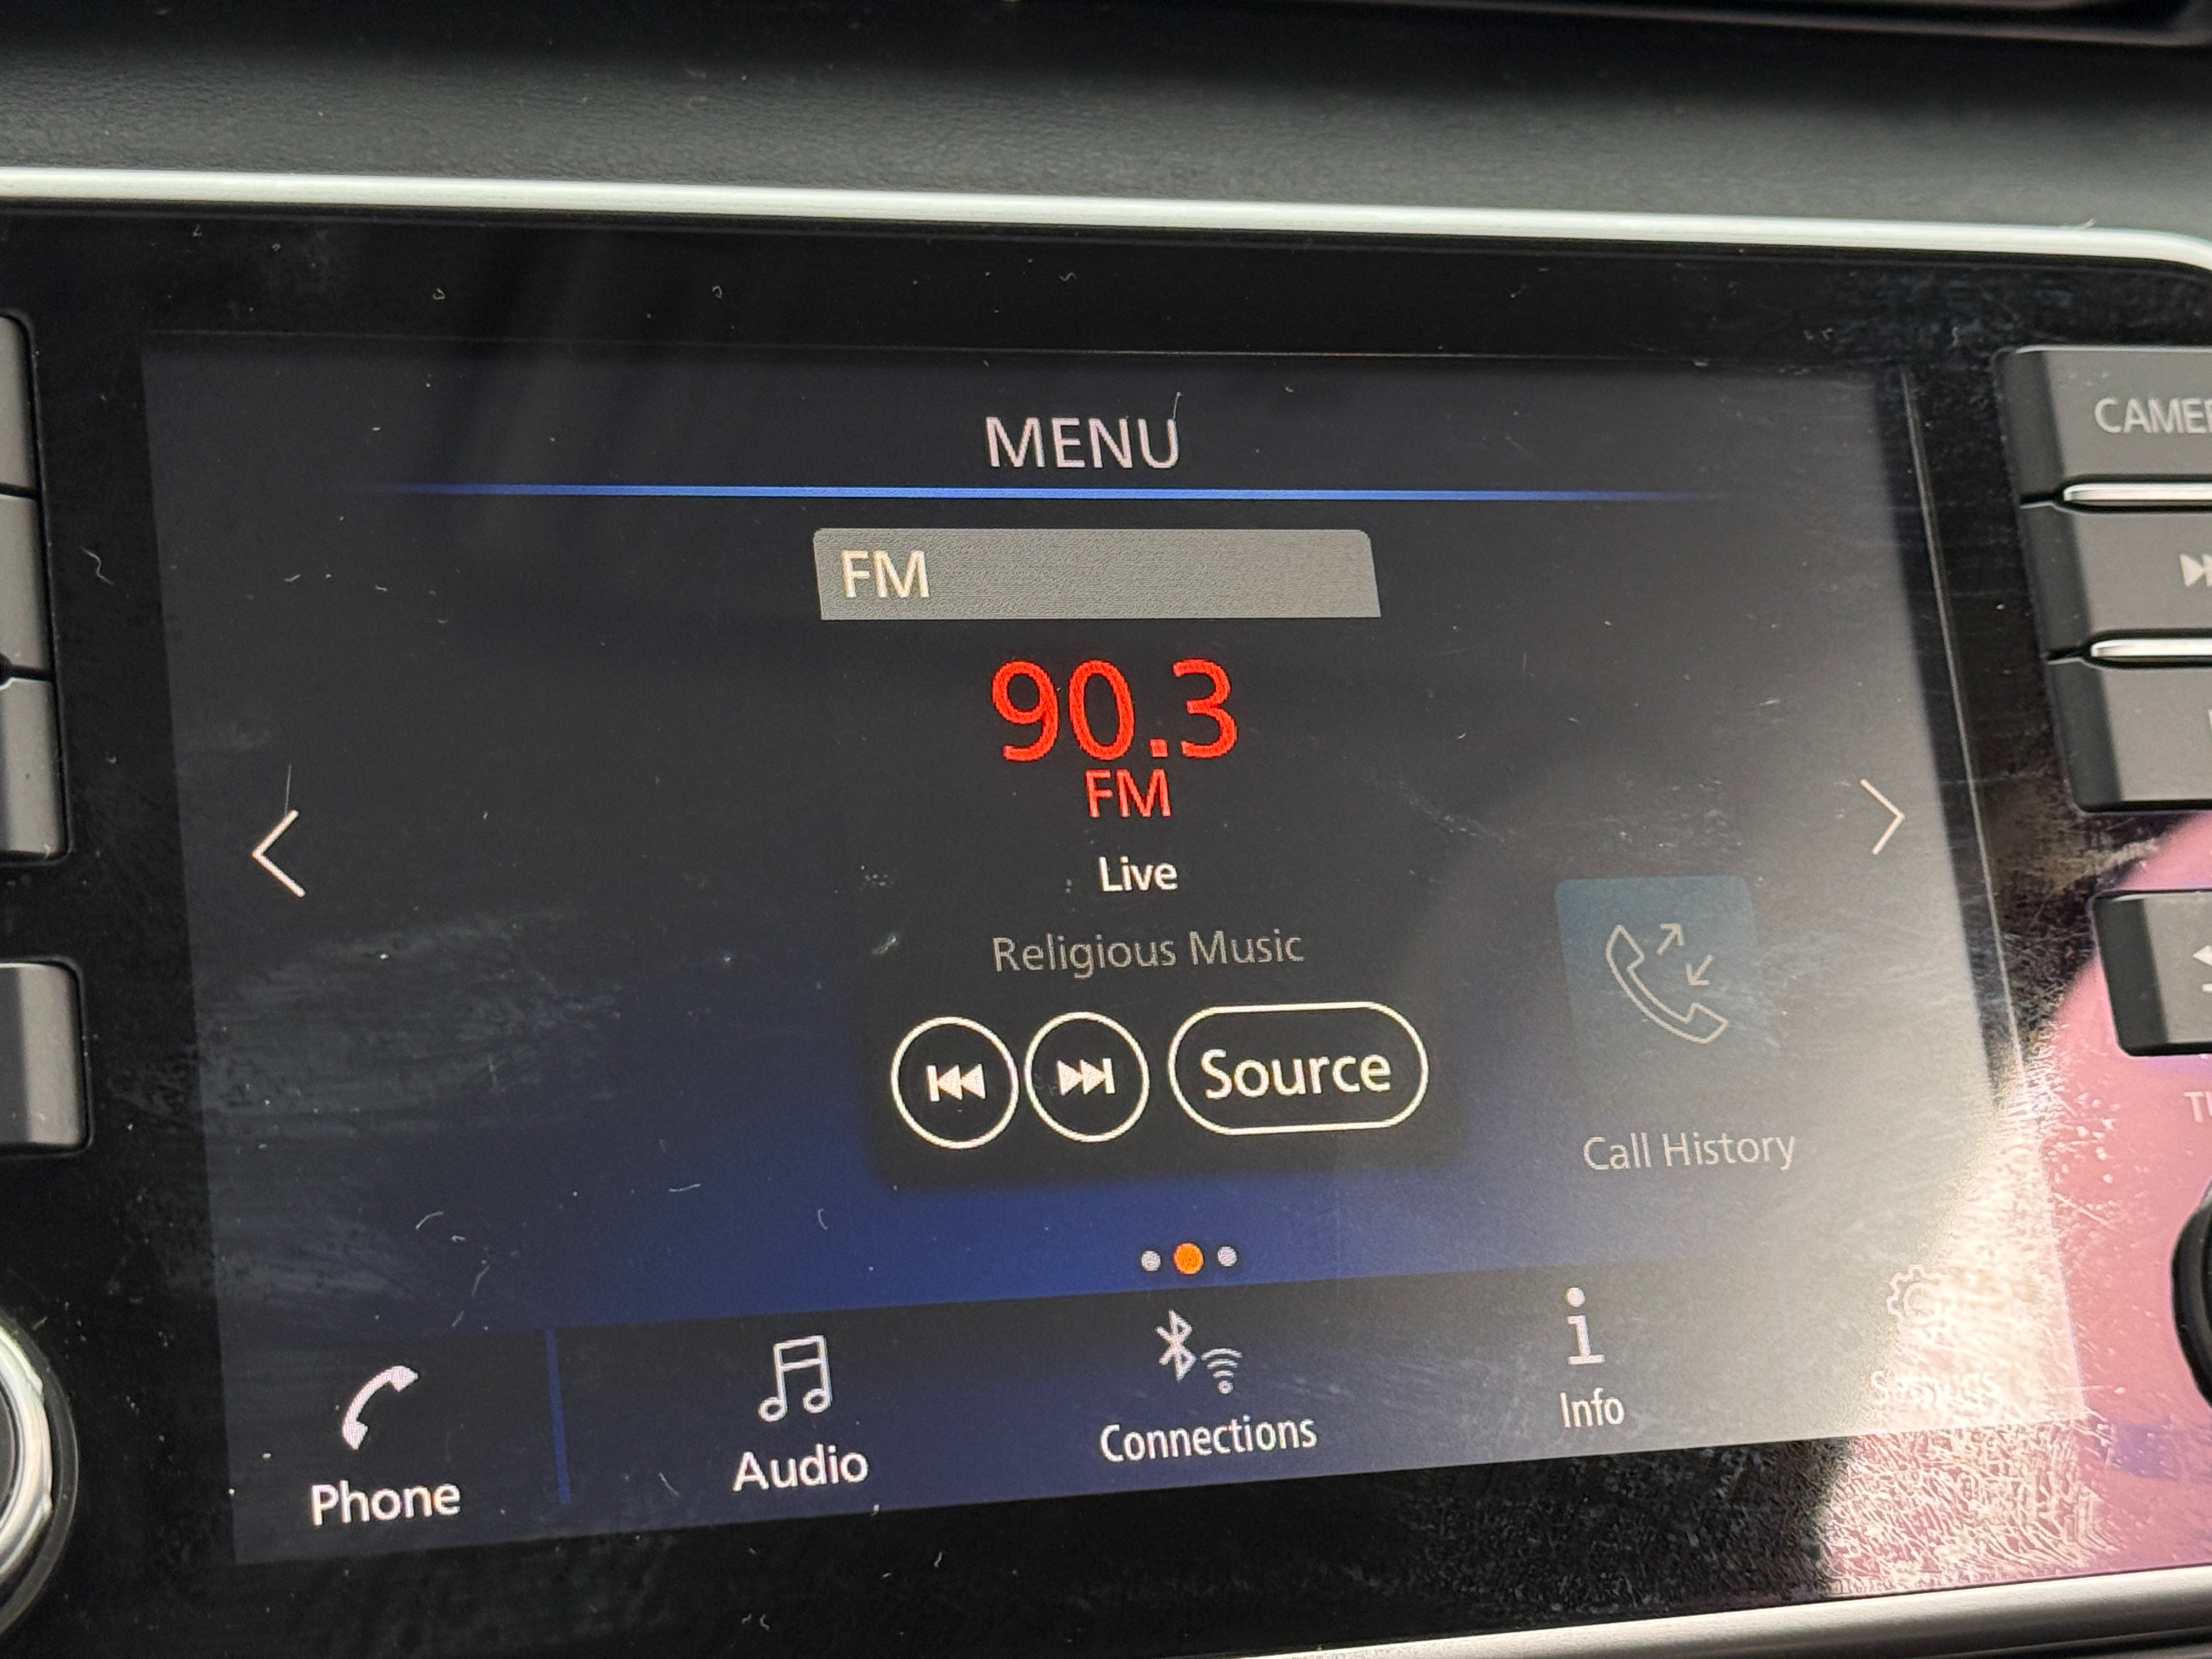 MENU
FM
90.3
FM
Live
Religious Music
Source
Call History
Phone
Audio
Connections
Info